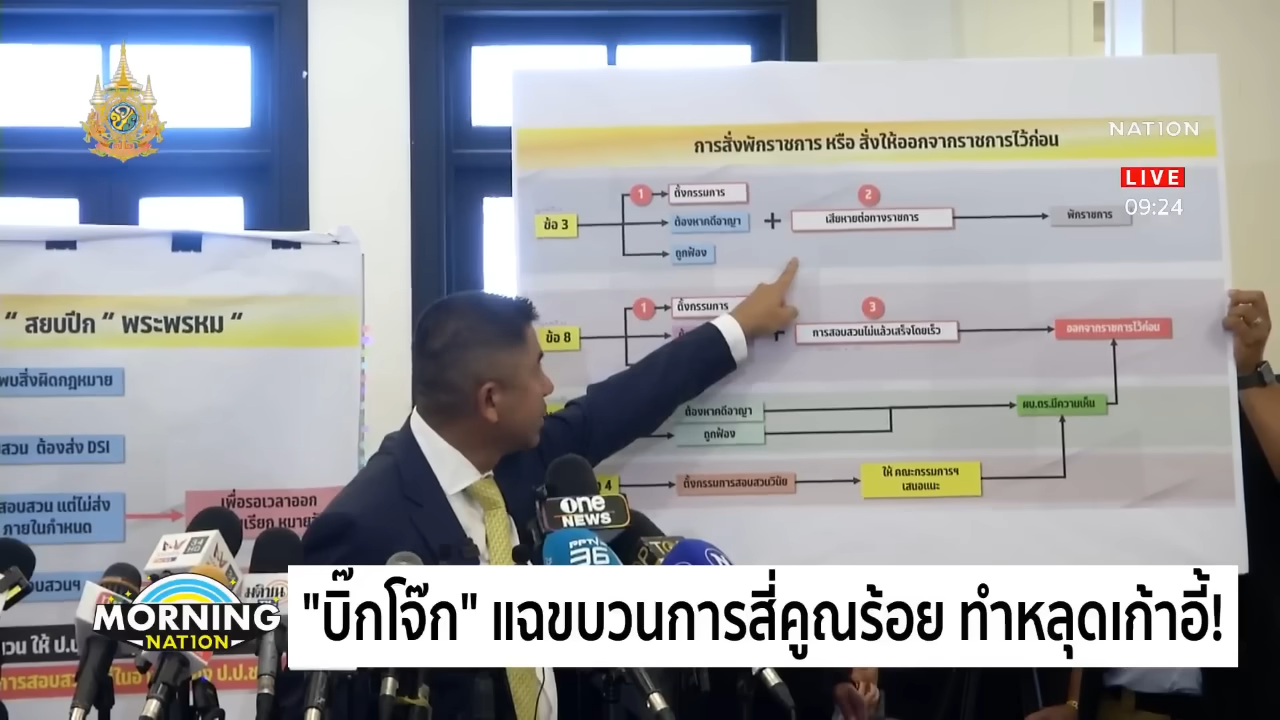 NATION
LIVE
09:24
การสั่งพักราชการ หรือ สั่งให้ออกจากราชการไว้ก่อน
ข้อ 3
1
ตั้งกรรมการ
ต้องหาคดีอาญา
ถูกฟ้อง
+
2
เสียหายต่อทางราชการ
พักราชการ
ข้อ 8
1
ตั้งกรรมการ
3
การสอบสวนไม่แล้วเสร็จโดยเร็ว
ออกจากราชการไว้ก่อน
ต้องหาคดีอาญา
ถูกฟ้อง
ผบ.ตร.มีความเห็น
4
ตั้งกรรมการสอบสวนวินัย
ให้ คณะกรรมการฯ
เสนอแนะ
“ สยบปีก “ พระพรหม “
พบสิ่งผิดกฎหมาย
ต้องส่ง DSI
สอบสวน แต่ไม่ส่ง
ภายในกำหนด
เพื่อรอเวลาออก
one
NEWS
PPTV
36
มติชน
MORNING
NATION
"บิ๊กโจ๊ก" แฉขบวนการสี่คูณร้อย ทำหลุดเก้าอี้!